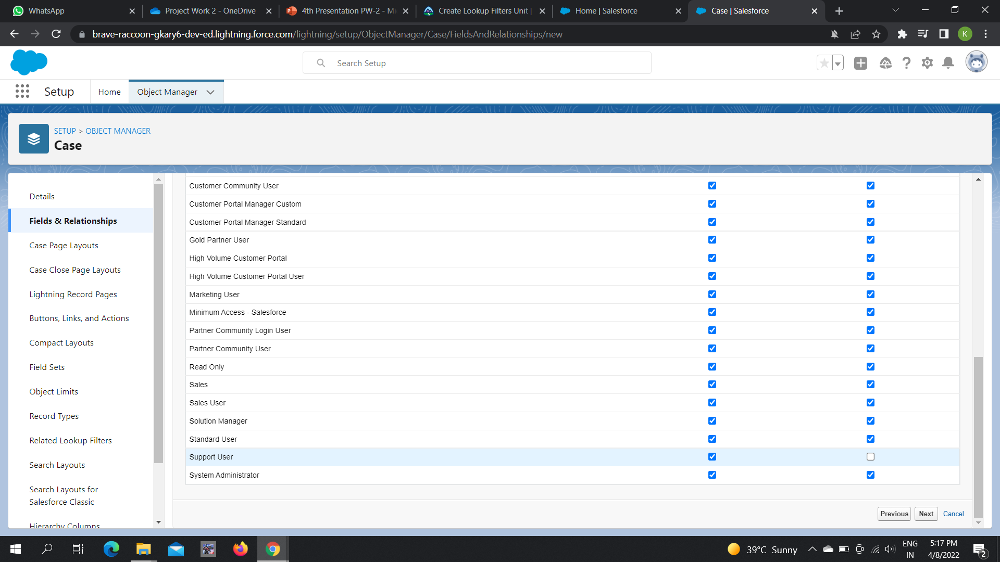 WhatsApp
Project Work 2 - OneDrive
4th Presentation PW-2 - Mi
Create Lookup Filters Unit |
Home | Salesforce
Case | Salesforce
brave-raccoon-gkary6-dev-ed.lightning.force.com/lightning/setup/ObjectManager/Case/FieldsAndRelationships/new
K
Search Setup
Setup
Home
Object Manager
SETUP > OBJECT MANAGER
Case
Details
Fields & Relationships
Case Page Layouts
Case Close Page Layouts
Lightning Record Pages
Buttons, Links, and Actions
Compact Layouts
Field Sets
Object Limits
Record Types
Related Lookup Filters
Search Layouts
Search Layouts for
Salesforce Classic
Hierarchy Columns
Customer Community User
Customer Portal Manager Custom
Customer Portal Manager Standard
Gold Partner User
High Volume Customer Portal
High Volume Customer Portal User
Marketing User
Minimum Access - Salesforce
Partner Community Login User
Partner Community User
Read Only
Sales
Sales User
Solution Manager
Standard User
Support User
System Administrator
Previous
Next
Cancel
39°C Sunny
ENG
IN
5:17 PM
4/8/2022
2